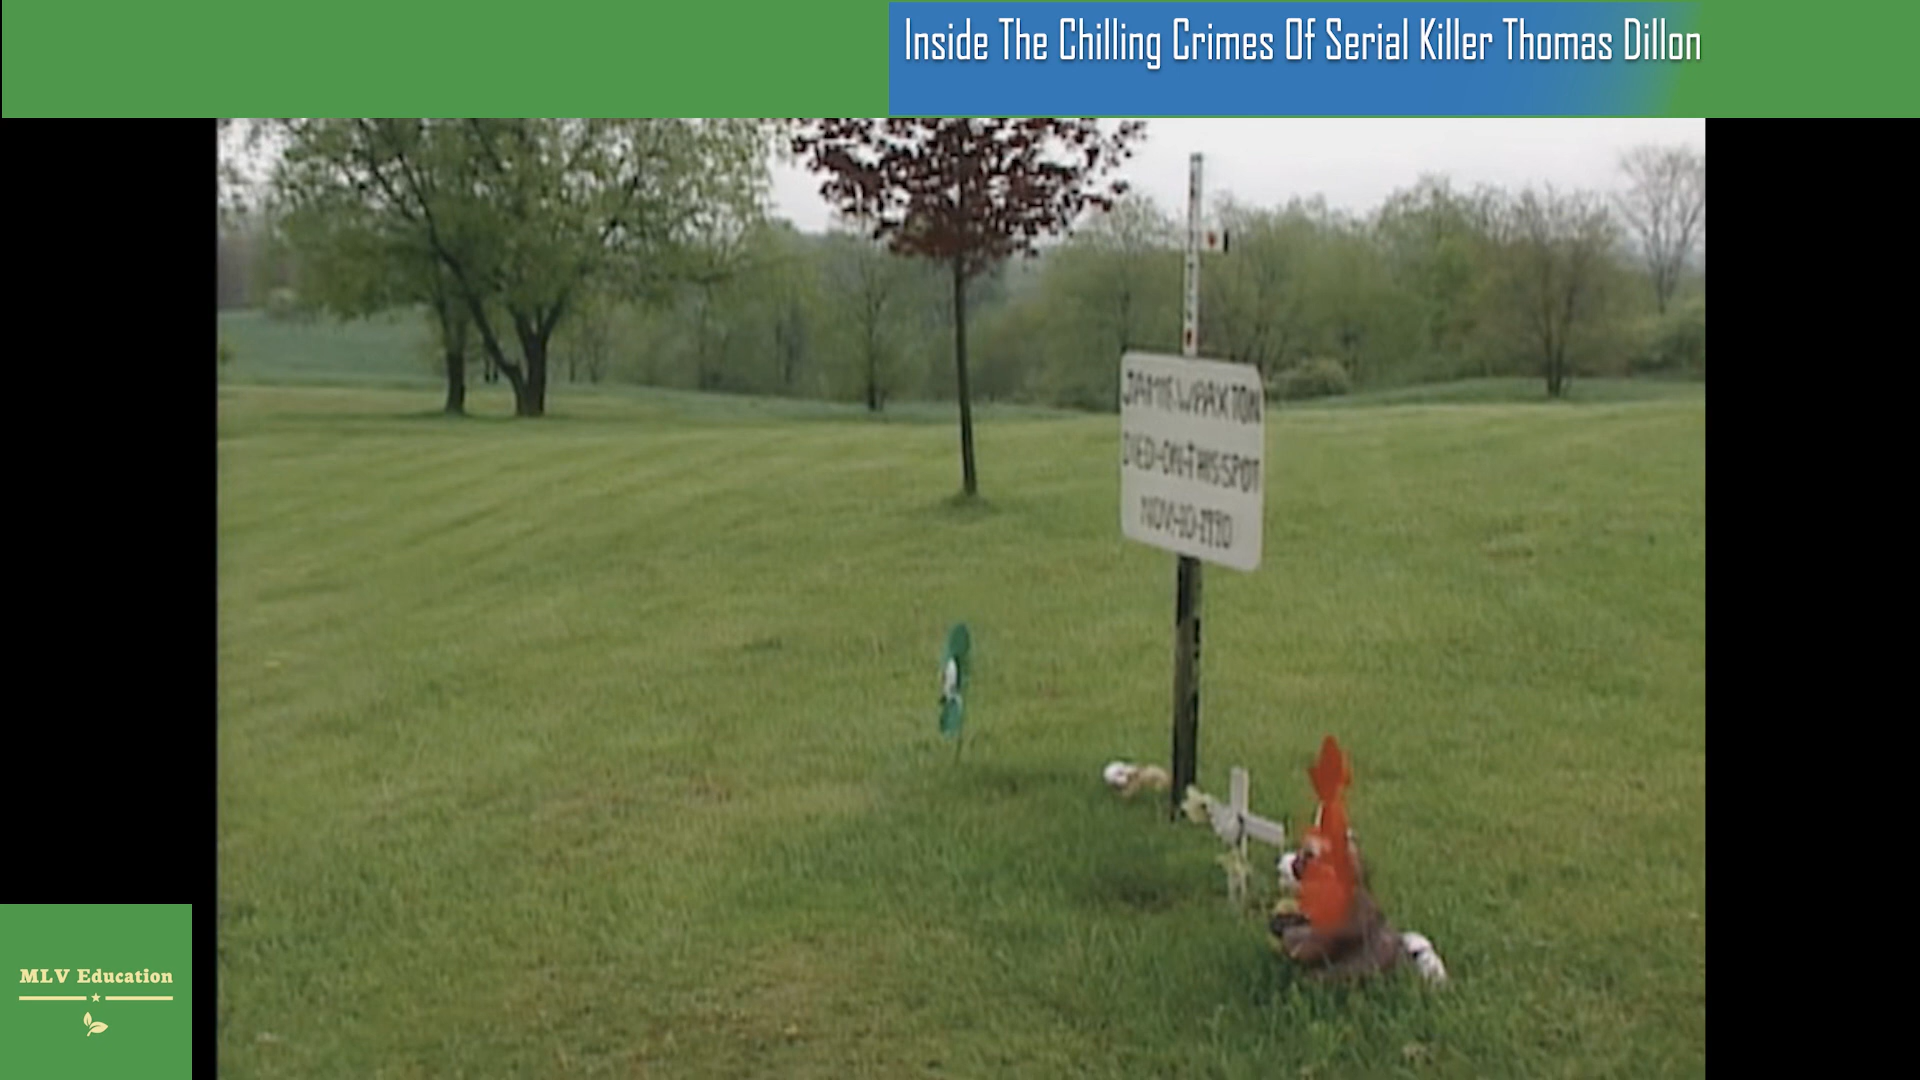 Inside The Chilling Crimes Of Serial Killer Thomas Dillon
JAMIE W PAXTON
DIED-ON-THIS SPOT
NOV-10-1990
MLV Education